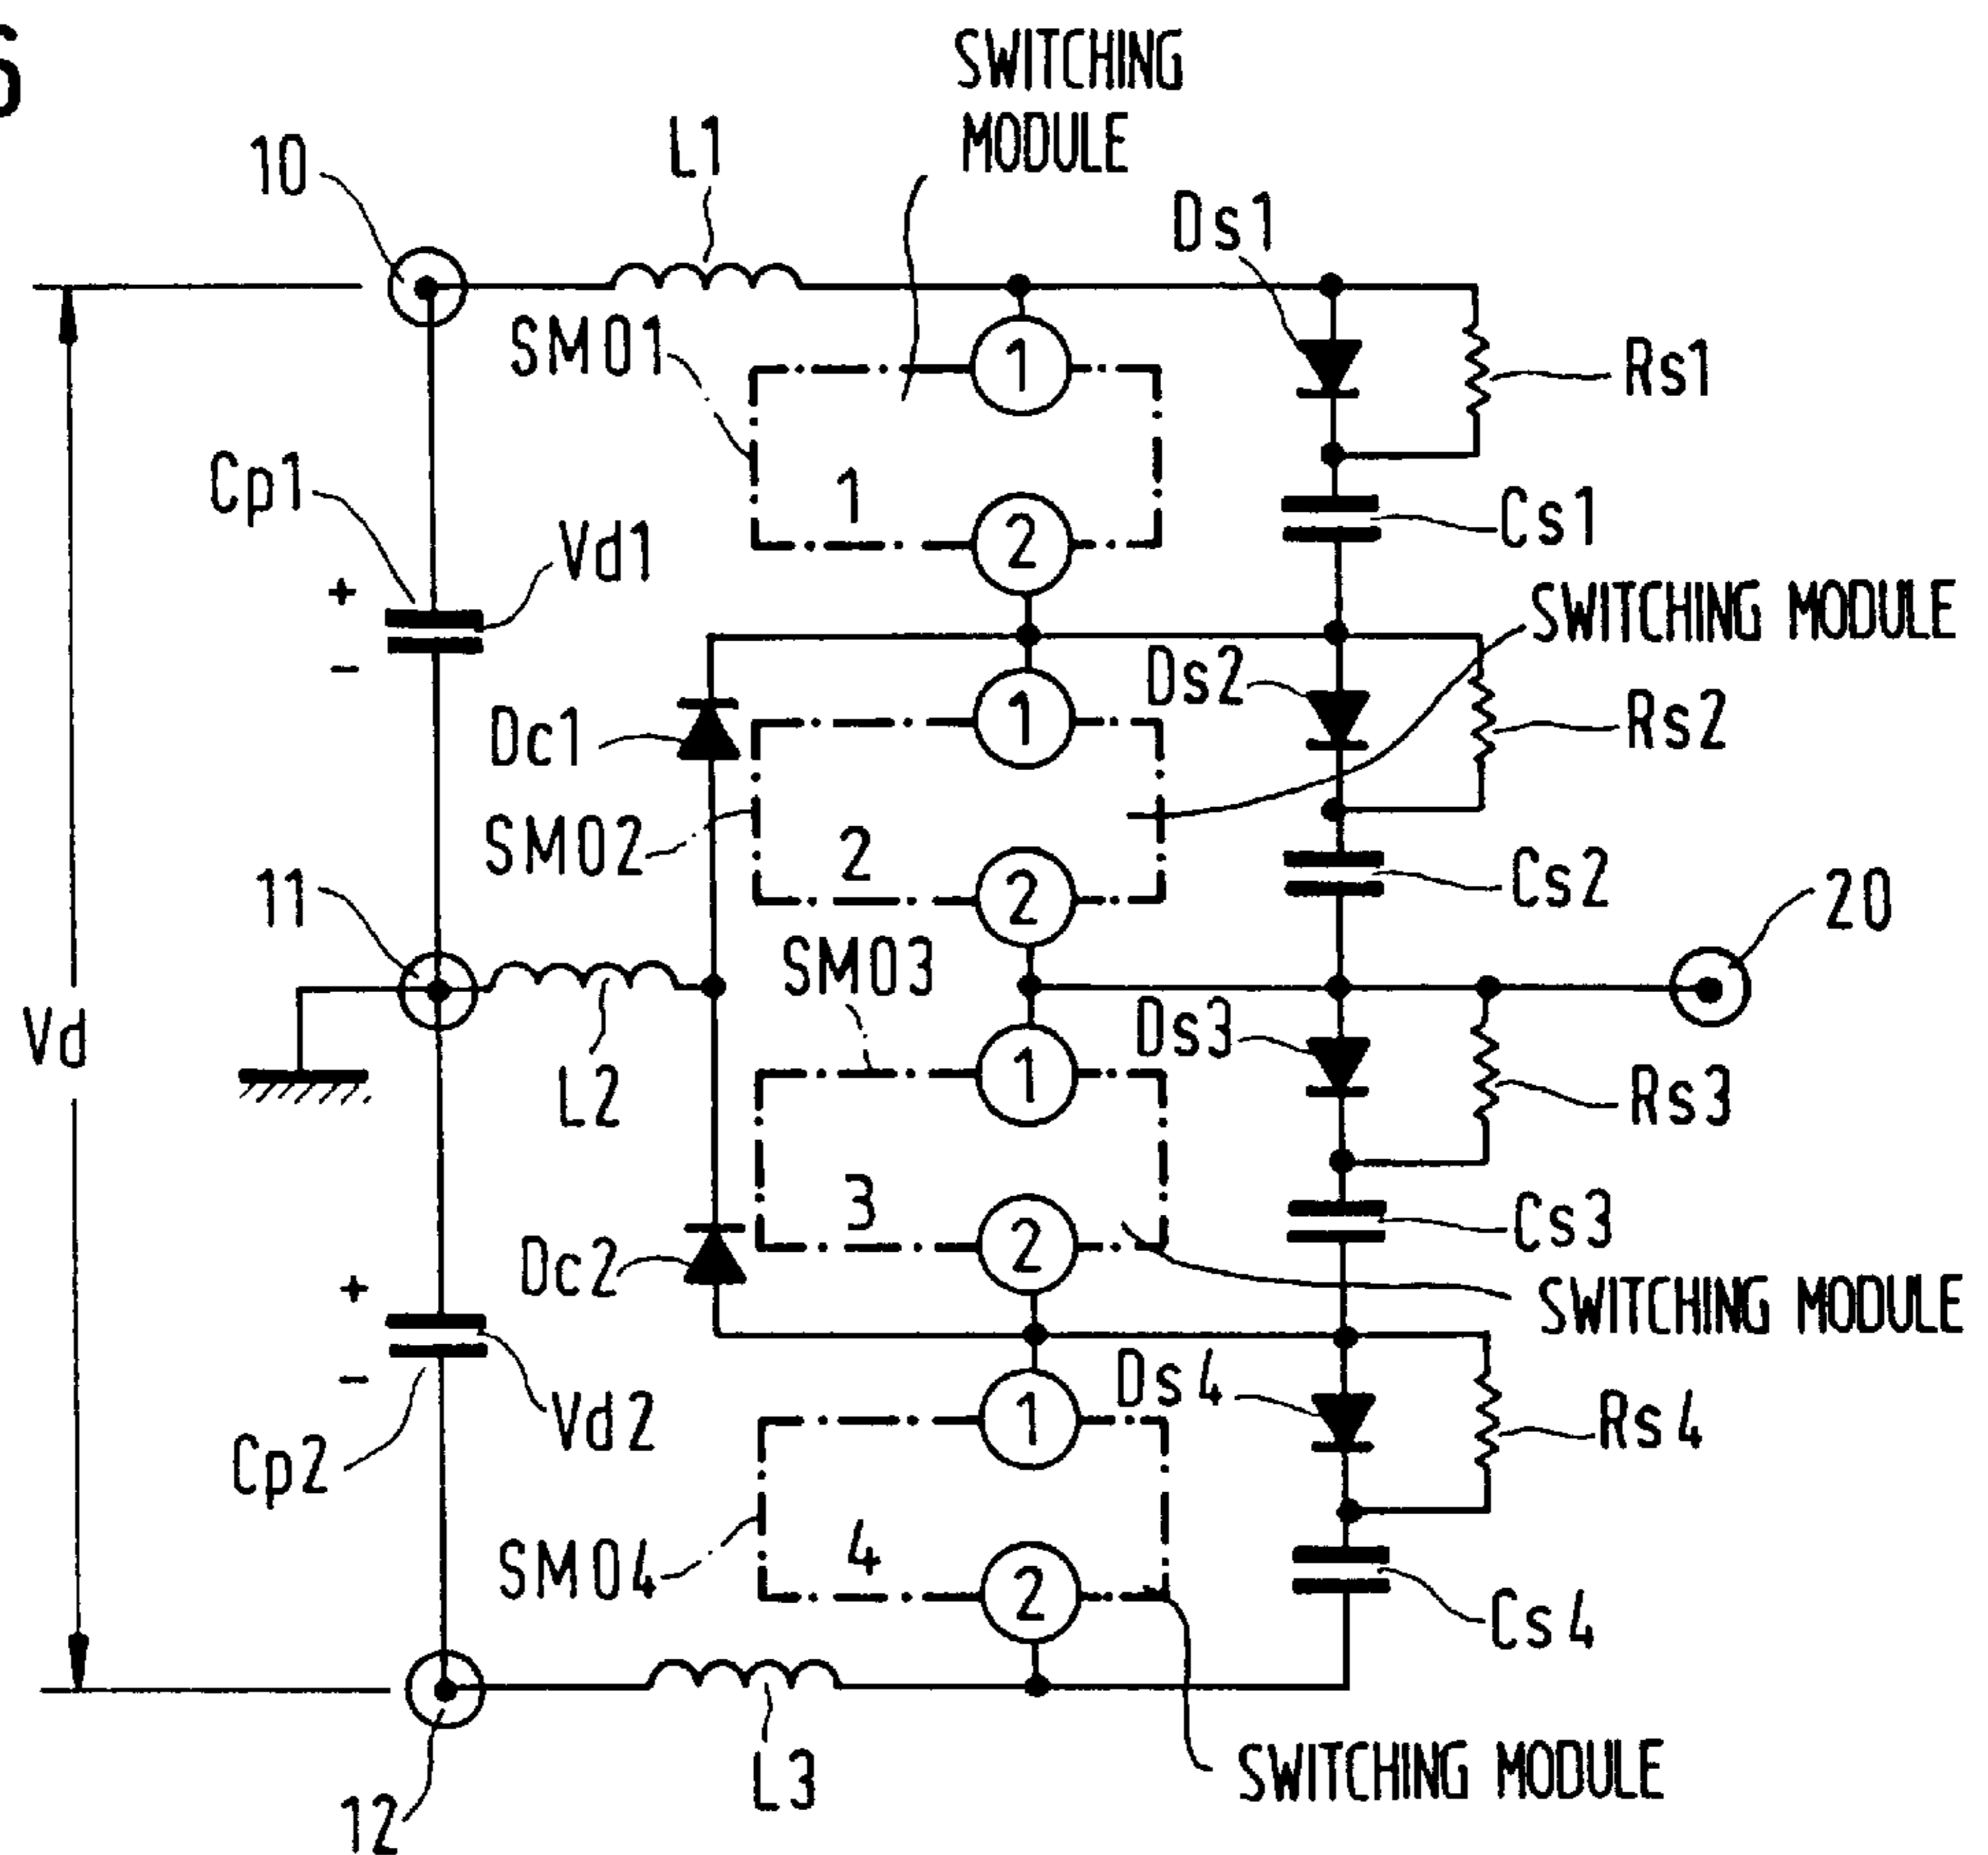 SWITCHING
MODULE
L1
10
Ds1
SM01
1
Rs1
Cp1
1
2
Cs1
Vd1
+
-
SWITCHING MODULE
Ds2
1
Rs2
Dc1
SM02
2
2
Cs2
11
20
SM03
Vd
Ds3
1
L2
Rs3
3
2
Cs3
Dc2
+
-
SWITCHING MODULE
Ds4
1
Rs4
Vd2
Cp2
SM04
4
2
Cs4
L3
SWITCHING MODULE
12